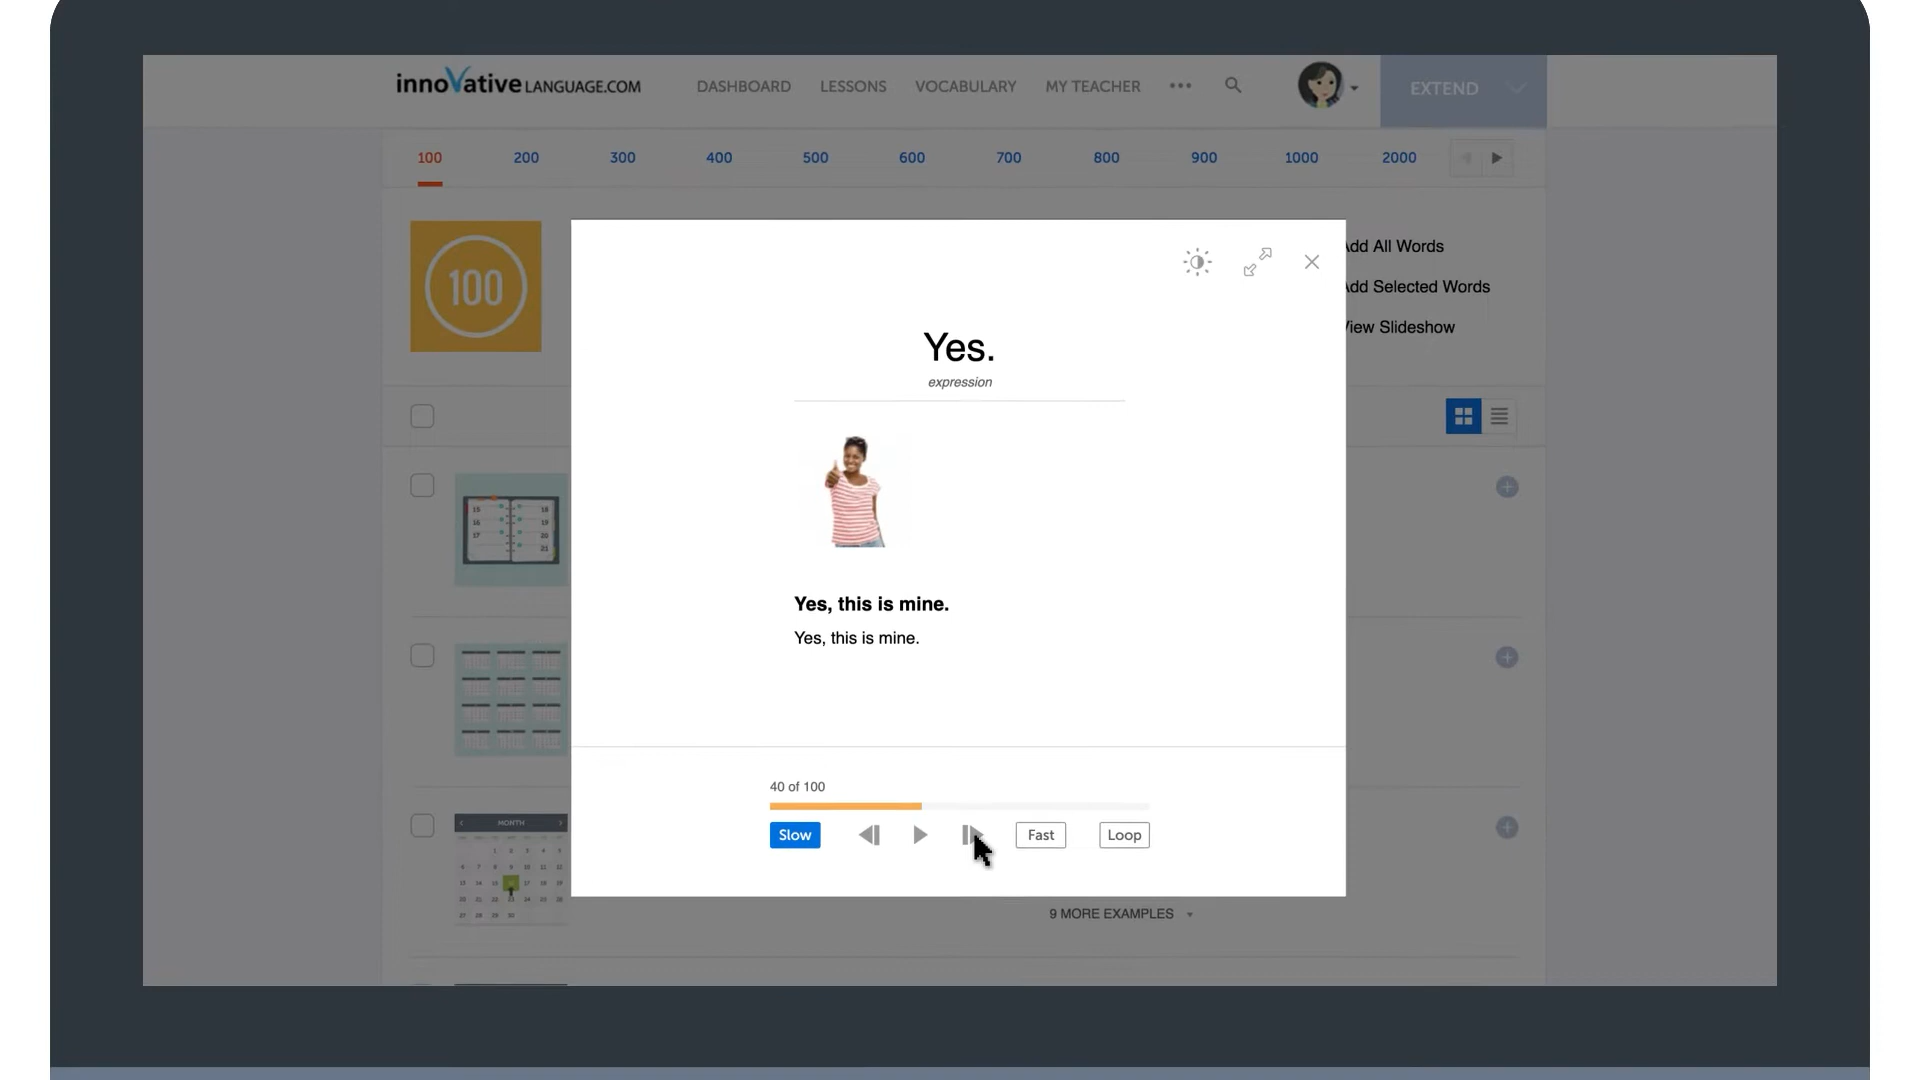 innoVative LANGUAGE.COM
DASHBOARD LESSONS VOCABULARY MY TEACHER ••• EXTEND
100 200 300 400 500 600 700 800 900 1000 2000
100
dd All Words
dd Selected Words
iew Slideshow
Yes.
expression
Yes, this is mine.
Yes, this is mine.
40 of 100
Slow Fast Loop
MONTH
9 MORE EXAMPLES